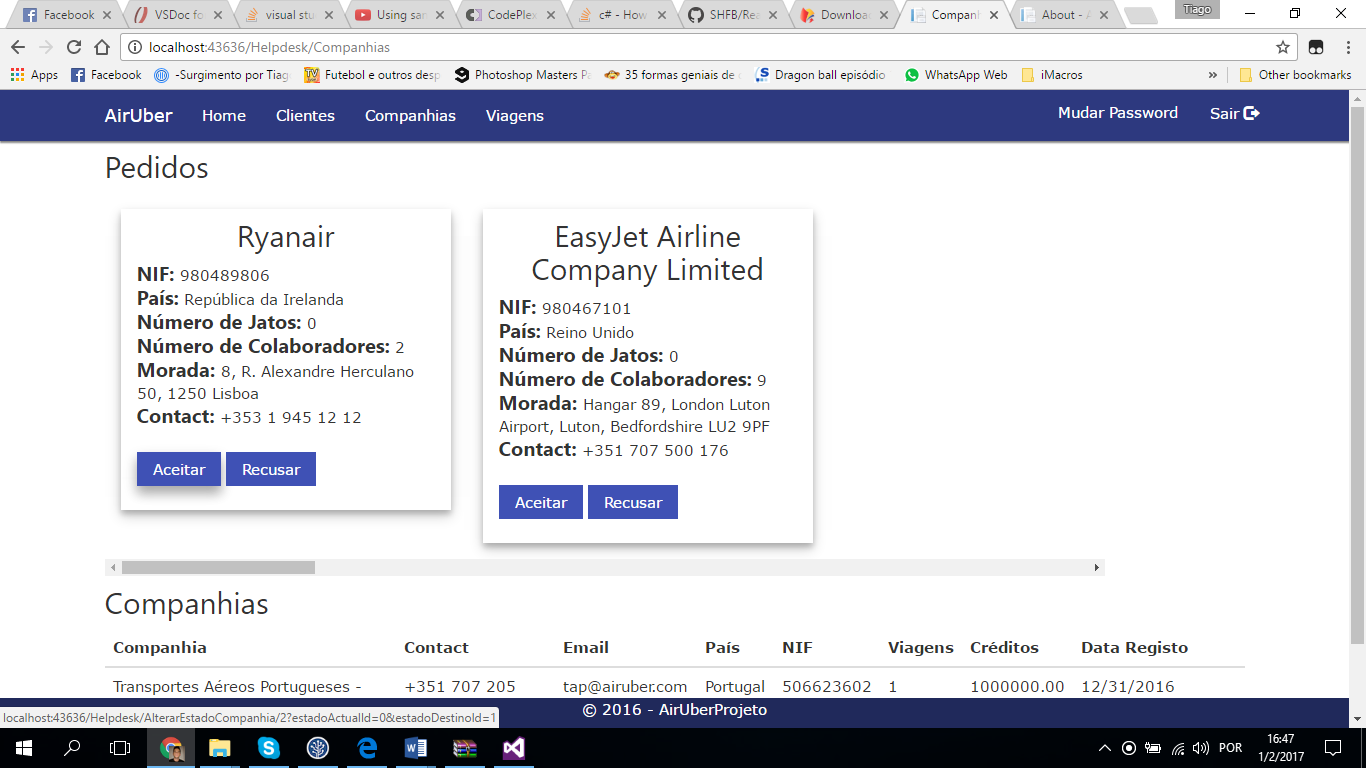 Facebook
VSDoc fo
visual stu
Using san
CodePlex
c# - How
SHFB/Rea
Downloa
Compan
About - A
Tiago
localhost:43636/Helpdesk/Companhias
Apps
Facebook
-Surgimento por Tiag
Futebol e outros desp
Photoshop Masters Pa
35 formas geniais de c
Dragon ball episódio
WhatsApp Web
iMacros
»
Other bookmarks
AirUber Home Clientes Companhias Viagens Mudar Password Sair
Pedidos
Ryanair
NIF: 980489806
País: República da Irelanda
Número de Jatos: 0
Número de Colaboradores: 2
Morada: 8, R. Alexandre Herculano
50, 1250 Lisboa
Contact: +353 1 945 12 12
Aceitar Recusar
EasyJet Airline
Company Limited
NIF: 980467101
País: Reino Unido
Número de Jatos: 0
Número de Colaboradores: 9
Morada: Hangar 89, London Luton
Airport, Luton, Bedfordshire LU2 9PF
Contact: +351 707 500 176
Aceitar Recusar
Companhias
Companhia Contact Email País NIF Viagens Créditos Data Registo
Transportes Aéreos Portugueses - +351 707 205 tap@airuber.com Portugal 506623602 1 1000000.00 12/31/2016
© 2016 - AirUberProjeto
localhost:43636/Helpdesk/AlterarEstadoCompanhia/2?estadoActualId=0&estadoDestinoId=1
POR
16:47
1/2/2017